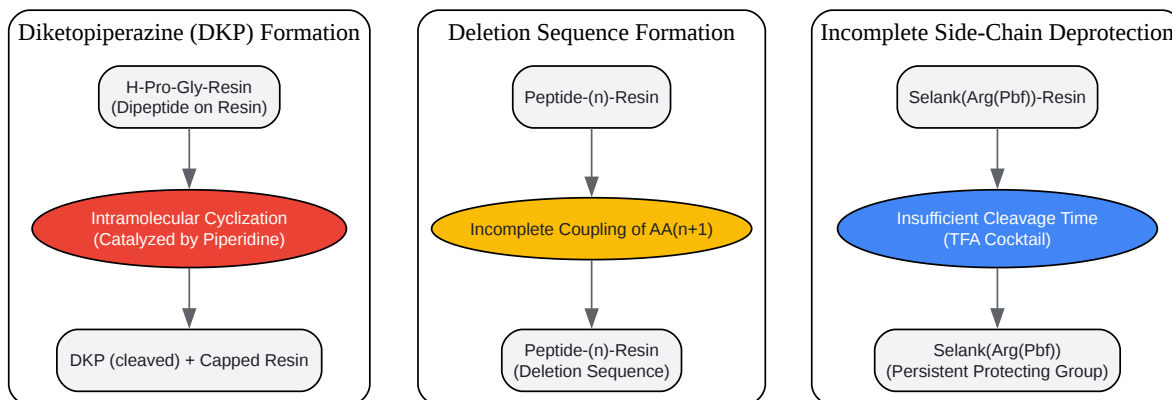 Diketopiperazine (DKP) Formation
H-Pro-Gly-Resin
(Dipeptide on Resin)
Intramolecular Cyclization
(Catalyzed by Piperidine)
DKP (cleaved) + Capped Resin
Deletion Sequence Formation
Peptide-(n)-Resin
Incomplete Coupling of AA(n+1)
Peptide-(n)-Resin
(Deletion Sequence)
Incomplete Side-Chain Deprotection
Selank(Arg(Pbf))-Resin
Insufficient Cleavage Time
(TFA Cocktail)
Selank(Arg(Pbf))
(Persistent Protecting Group)